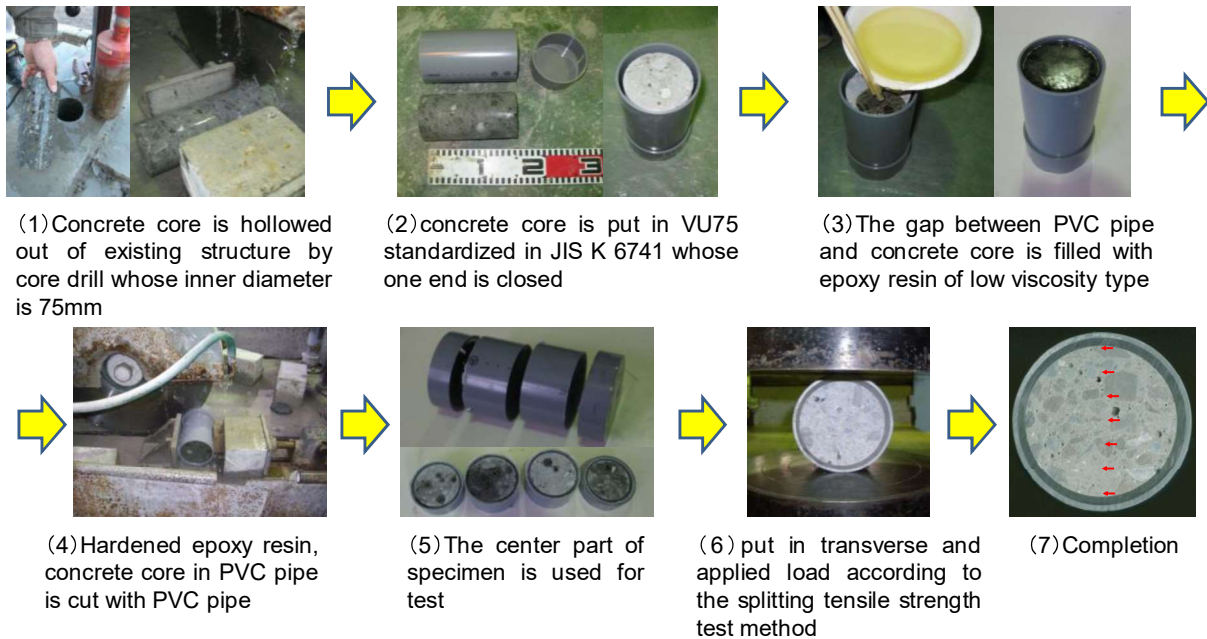 1 2 3
(1)Concrete core is hollowed
out of existing structure by
core drill whose inner diameter
is 75mm
(2)concrete core is put in VU75
standardized in JIS K 6741 whose
one end is closed
(3)The gap between PVC pipe
and concrete core is filled with
epoxy resin of low viscosity type
(4)Hardened epoxy resin,
concrete core in PVC pipe
is cut with PVC pipe
(5)The center part of
specimen is used for
test
(6)put in transverse and
applied load according to
the splitting tensile strength
test method
(7)Completion